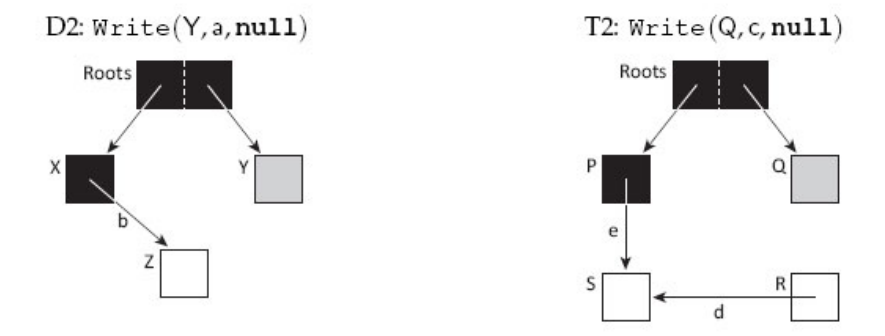 D2: Write(Y, a, null)
Roots
X
Y
b
Z
T2: Write(Q, c, null)
Roots
P
Q
e
S
R
d